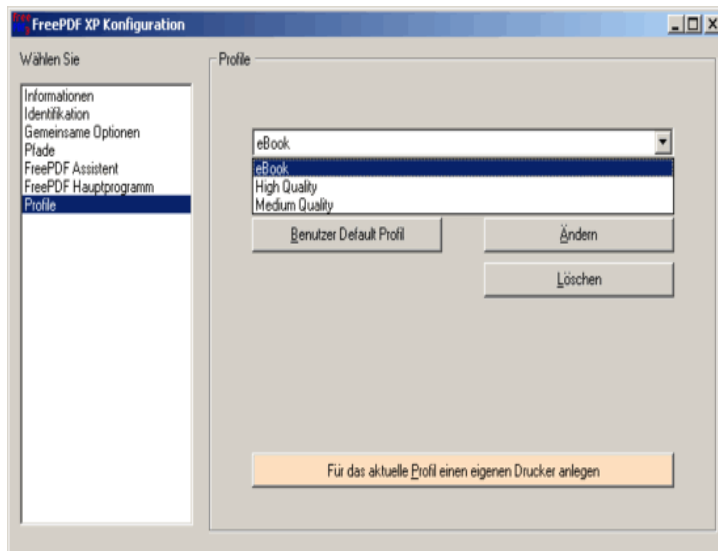 FreePDF XP Konfiguration
Wählen Sie
Informationen
Identifikation
Gemeinsame Optionen
Pfade
FreePDF Assistent
FreePDF Hauptprogramm
Profile
Profile
eBook
eBook
High Quality
Medium Quality
Benutzer Default Profil
Ändern
Löschen
Für das aktuelle Profil einen eigenen Drucker anlegen